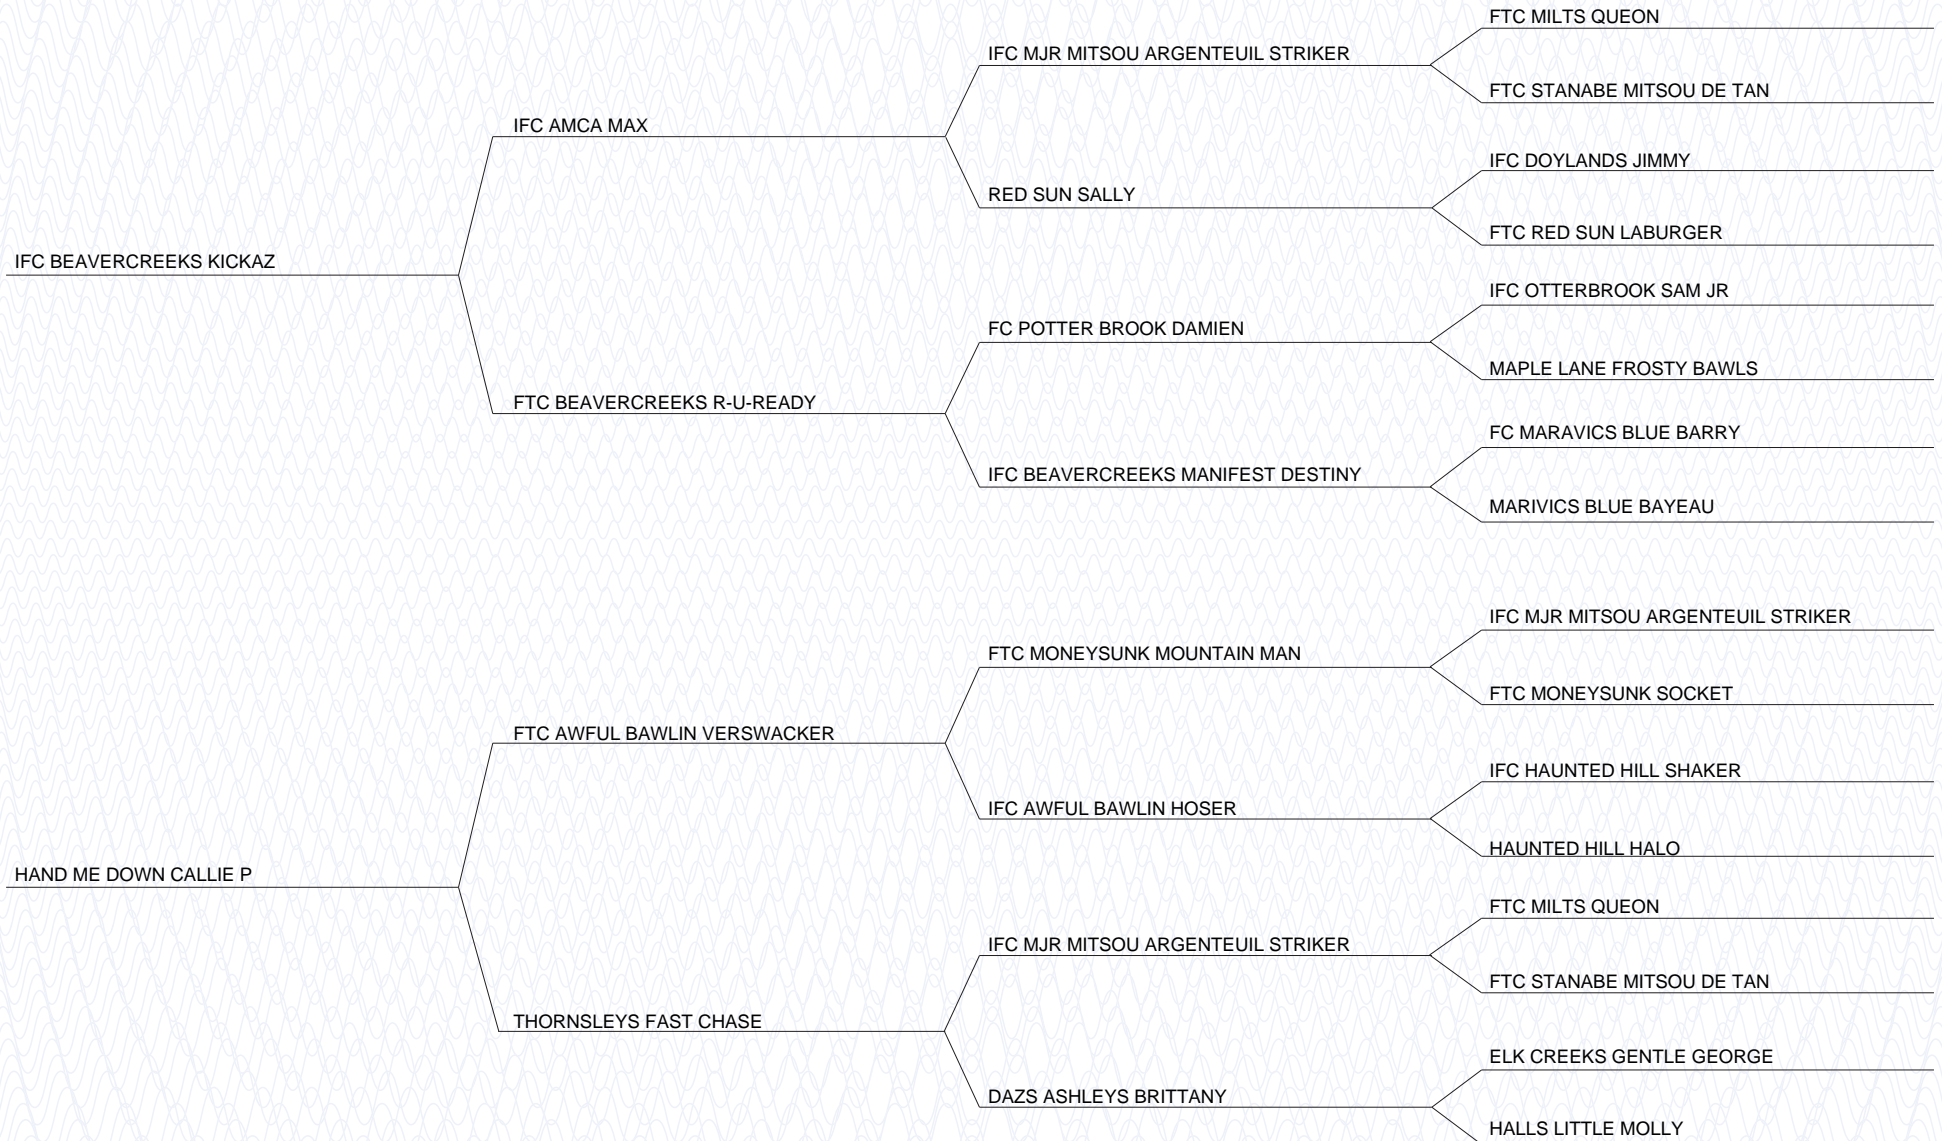 FTC MILTS QUEON
IFC MJR MITSOU ARGENTEUIL STRIKER
FTC STANABE MITSOU DE TAN
IFC AMCA MAX
IFC DOYLANDS JIMMY
RED SUN SALLY
FTC RED SUN LABURGER
IFC BEAVERCREEKS KICKAZ
IFC OTTERBROOK SAM JR
FC POTTER BROOK DAMIEN
MAPLE LANE FROSTY BAWLS
FTC BEAVERCREEKS R-U-READY
FC MARAVICS BLUE BARRY
IFC BEAVERCREEKS MANIFEST DESTINY
MARIVICS BLUE BAYEAU
IFC MJR MITSOU ARGENTEUIL STRIKER
FTC MONEYSUNK MOUNTAIN MAN
FTC MONEYSUNK SOCKET
FTC AWFUL BAWLIN VERSWACKER
IFC HAUNTED HILL SHAKER
IFC AWFUL BAWLIN HOSER
HAUNTED HILL HALO
HAND ME DOWN CALLIE P
FTC MILTS QUEON
IFC MJR MITSOU ARGENTEUIL STRIKER
FTC STANABE MITSOU DE TAN
THORNSLEYS FAST CHASE
ELK CREEKS GENTLE GEORGE
DAZS ASHLEYS BRITTANY
HALLS LITTLE MOLLY